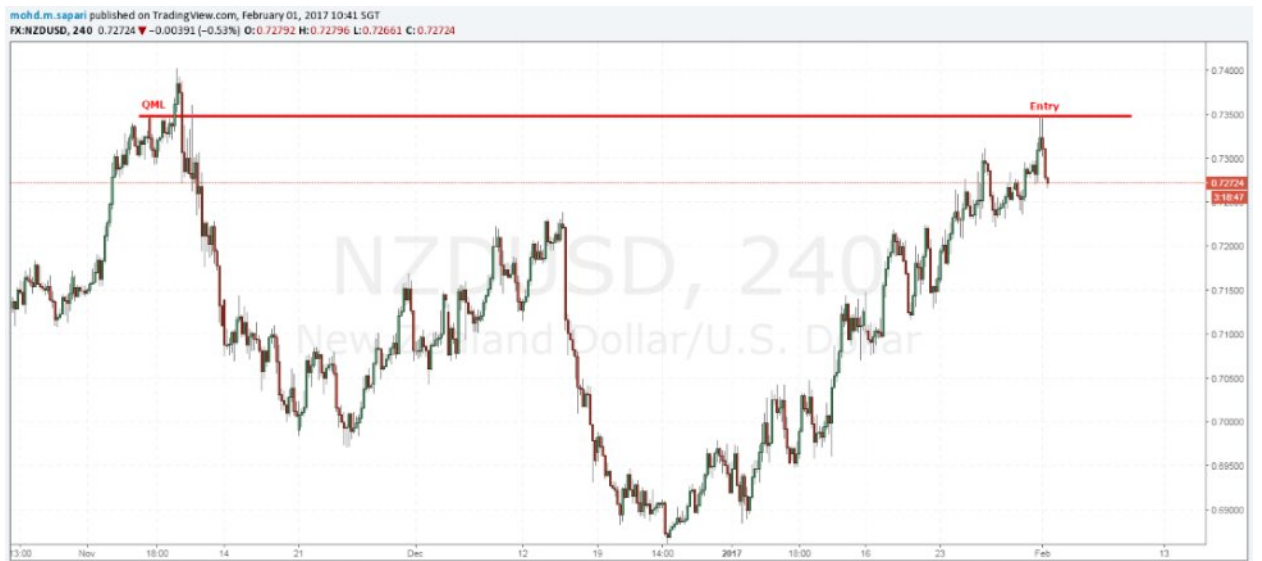 mohd.m.sapari published on TradingView.com, February 01, 2017 10:41 SGT
FX:NZDUSD, 240 0.72724 ▼ −0.00391 (−0.53%) O: 0.72792 H: 0.72796 L: 0.72661 C: 0.72724
0.74000
QML
Entry
0.73500
0.73000
0.72724
3:18:47
NZDUSD, 240
0.72000
0.71500
New Zealand Dollar/U.S. Dollar
0.71000
0.70500
0.70000
0.69500
0.69000
13:00 Nov 18:00 14 21 Dec 12 19 14:00 2017 18:00 16 23 Feb 13